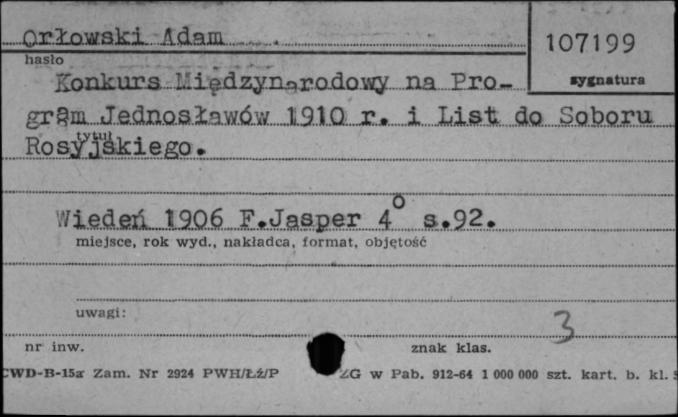 Orłowski Adam
107199
hasło
sygnatura
Konkurs Międzynarodowy na Pro-
gram Jednosławów 1910 r. i List do Soboru
tytuł
Rosyjskiego.
Wiedeń 1906 F.Jasper 4° s.92.
miejsce, rok wyd., nakładca, format, objętość
uwagi:
3
nr inw.
znak klas.
CWD-B-15a Zam. Nr 2924 PWH/Łź/P ZG w Pab. 912-64 1 000 000 szt. kart. b. kl.